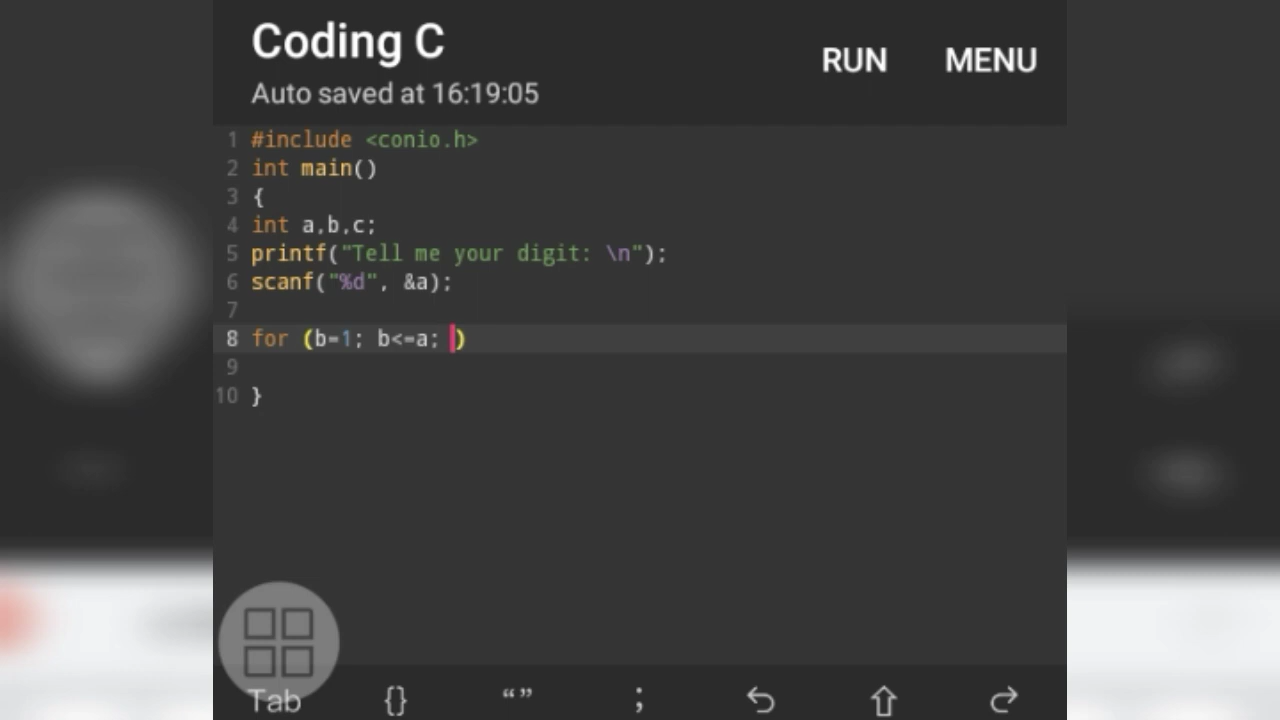 Coding C
RUN MENU
Auto saved at 16:19:05
1 #include <conio.h>
2 int main()
3 {
4 int a,b,c;
5 printf("Tell me your digit: \n");
6 scanf("%d", &a);
7
8 for (b=1; b<=a; )
9
10 }
Tab {} “” ;